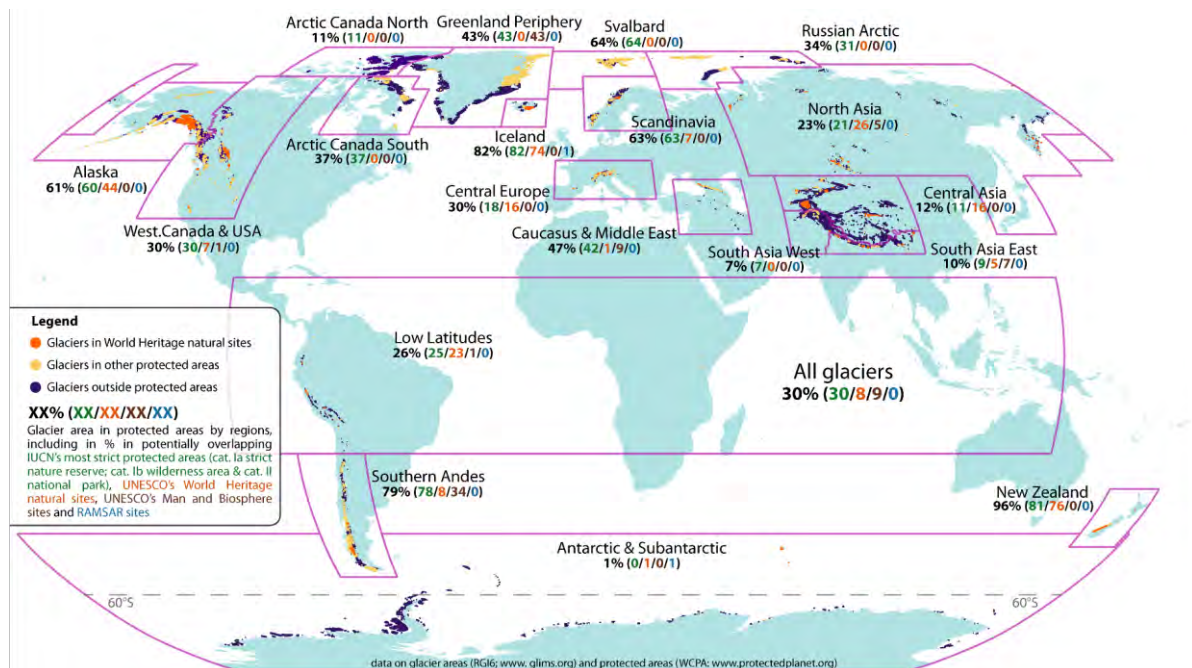 Arctic Canada North
11% (11/0/0/0)
Greenland Periphery
43% (43/0/43/0)
Svalbard
64% (64/0/0/0)
Russian Arctic
34% (31/0/0/0)
North Asia
23% (21/26/5/0)
Scandinavia
63% (63/7/0/0)
Iceland
82% (82/74/0/1)
Arctic Canada South
37% (37/0/0/0)
Alaska
61% (60/44/0/0)
Central Europe
30% (18/16/0/0)
Central Asia
12% (11/16/0/0)
West.Canada & USA
30% (30/7/1/0)
Caucasus & Middle East
47% (42/1/9/0)
South Asia West
7% (7/0/0/0)
South Asia East
10% (9/5/7/0)
Legend
Glaciers in World Heritage natural sites
Glaciers in other protected areas
Glaciers outside protected areas
XX% (XX/XX/XX/XX)
Glacier area in protected areas by regions,
including in % in potentially overlapping
IUCN's most strict protected areas (cat. Ia strict
nature reserve; cat. Ib wilderness area & cat. II
national park), UNESCO's World Heritage
natural sites, UNESCO's Man and Biosphere
sites and RAMSAR sites
Low Latitudes
26% (25/23/1/0)
All glaciers
30% (30/8/9/0)
Southern Andes
79% (78/8/34/0)
New Zealand
96% (81/76/0/0)
Antarctic & Subantarctic
1% (0/1/0/1)
60°S
60°S
data on glacier areas (RGI6; www. glims.org) and protected areas (WCPA: www.protectedplanet.org)